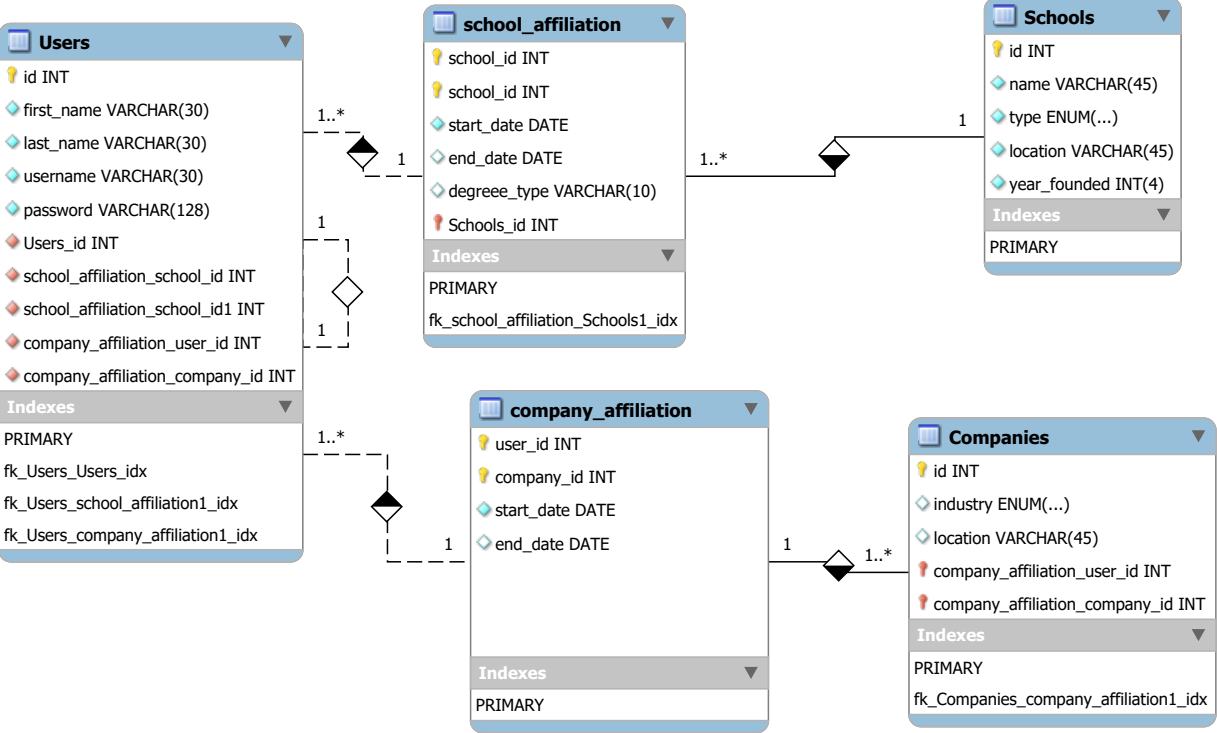 Users
id INT
first_name VARCHAR(30)
last_name VARCHAR(30)
username VARCHAR(30)
password VARCHAR(128)
Users_id INT
school_affiliation_school_id INT
school_affiliation_school_id1 INT
company_affiliation_user_id INT
company_affiliation_company_id INT
Indexes
PRIMARY
fk_Users_Users_idx
fk_Users_school_affiliation1_idx
fk_Users_company_affiliation1_idx
1..*
1
1
1
1..*
1
school_affiliation
school_id INT
school_id INT
start_date DATE
end_date DATE
degreee_type VARCHAR(10)
Schools_id INT
Indexes
PRIMARY
fk_school_affiliation_Schools1_idx
1..*
1
Schools
id INT
name VARCHAR(45)
type ENUM(...)
location VARCHAR(45)
year_founded INT(4)
Indexes
PRIMARY
company_affiliation
user_id INT
company_id INT
start_date DATE
end_date DATE
Indexes
PRIMARY
1
1..*
Companies
id INT
industry ENUM(...)
location VARCHAR(45)
company_affiliation_user_id INT
company_affiliation_company_id INT
Indexes
PRIMARY
fk_Companies_company_affiliation1_idx